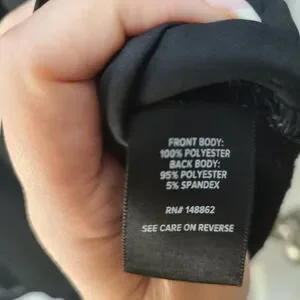 FRONT BODY:
100% POLYESTER
BACK BODY:
95% POLYESTER
5% SPANDEX
RN# 148862
SEE CARE ON REVERSE